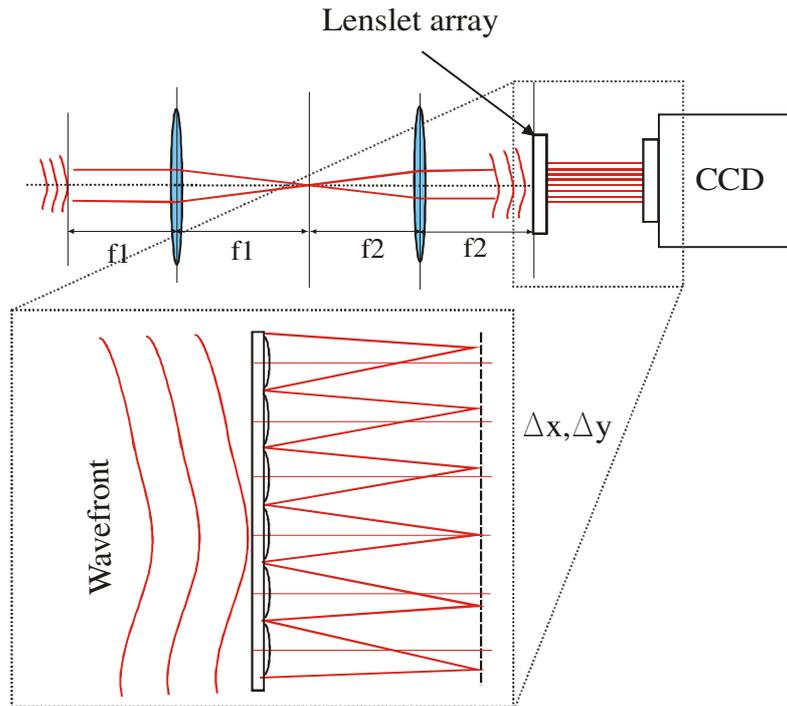 Lenslet array
CCD
f1
f1
f2
f2
Δx,Δy
Wavefront